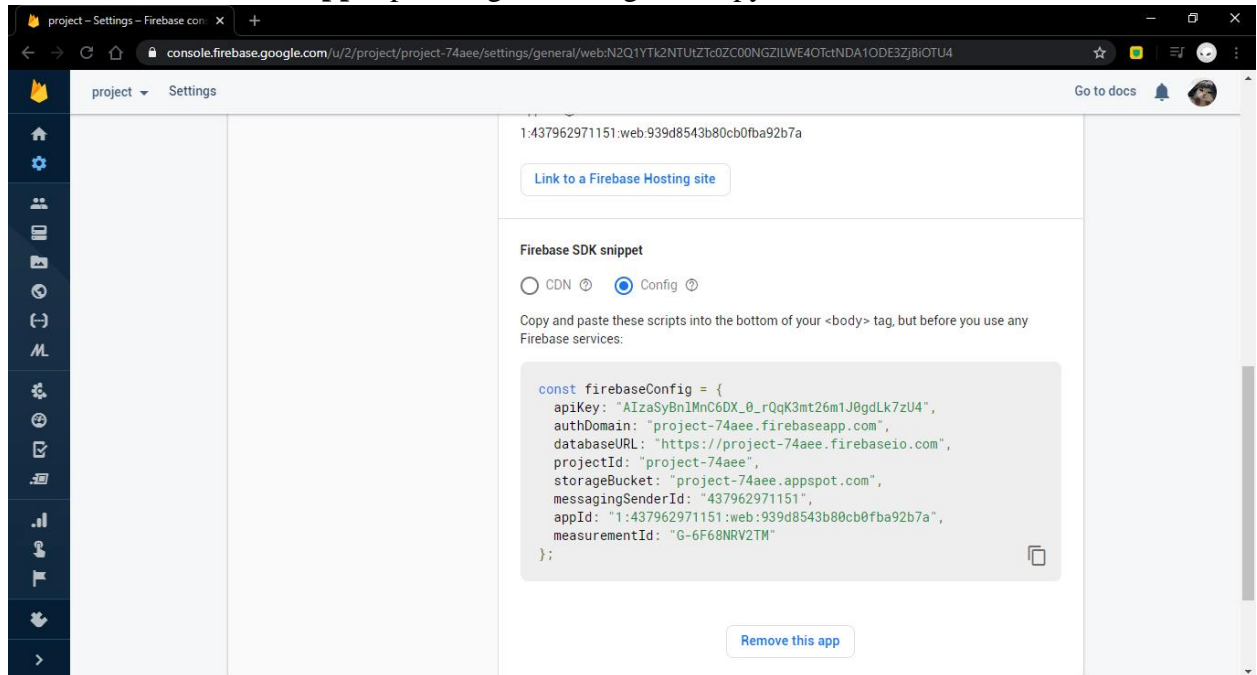 project – Settings – Firebase con
console.firebase.google.com/u/2/project/project-74aee/settings/general/web:N2Q1YTk2NTUtZTc0ZC00NGZlLWE4OTctNDA1ODE3ZjBiOTU4
project Settings Go to docs
1:437962971151:web:939d8543b80cb0fba92b7a
Link to a Firebase Hosting site
Firebase SDK snippet
CDN Config
Copy and paste these scripts into the bottom of your <body> tag, but before you use any
Firebase services:
const firebaseConfig = {
apiKey: "AIzaSyBnlMnC6DX_0_rQqK3mt26m1J0gdLk7zU4",
authDomain: "project-74aee.firebaseapp.com",
databaseURL: "https://project-74aee.firebaseio.com",
projectId: "project-74aee",
storageBucket: "project-74aee.appspot.com",
messagingSenderId: "437962971151",
appId: "1:437962971151:web:939d8543b80cb0fba92b7a",
measurementId: "G-6F68NRV2TM"
};
Remove this app